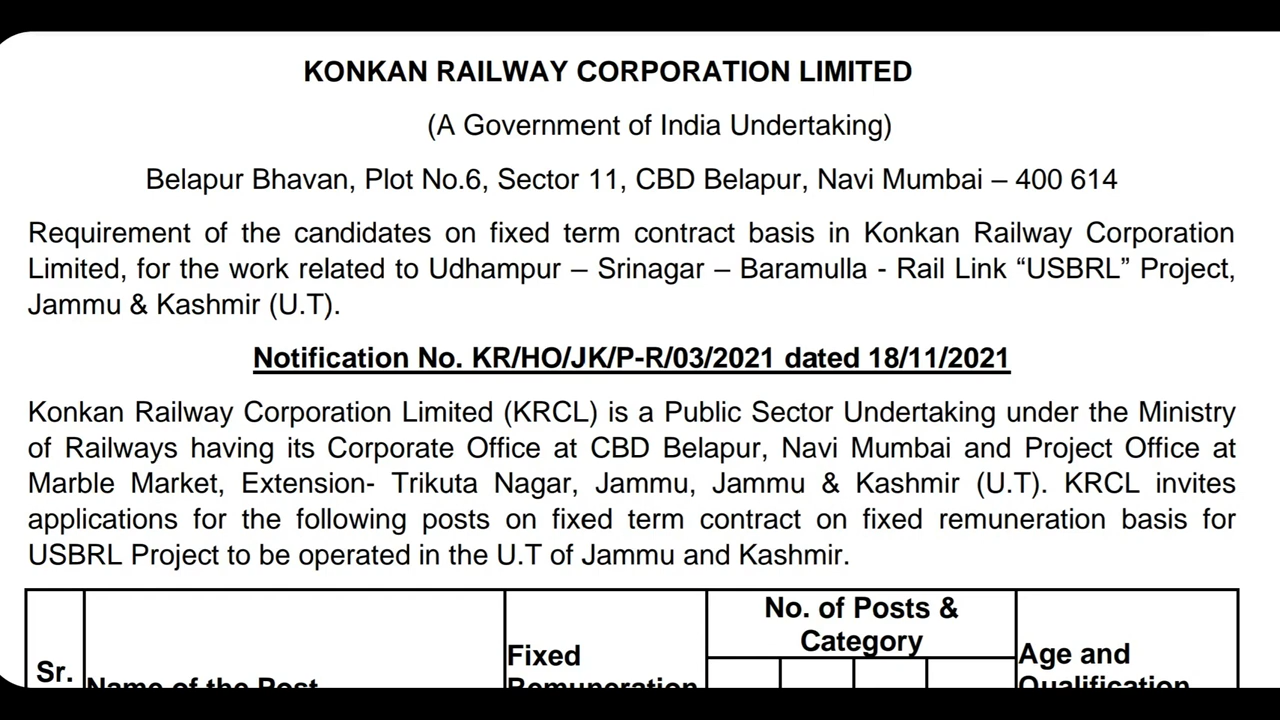 KONKAN RAILWAY CORPORATION LIMITED
(A Government of India Undertaking)
Belapur Bhavan, Plot No.6, Sector 11, CBD Belapur, Navi Mumbai – 400 614
Requirement of the candidates on fixed term contract basis in Konkan Railway Corporation
Limited, for the work related to Udhampur – Srinagar – Baramulla - Rail Link “USBRL” Project,
Jammu & Kashmir (U.T).
Notification No. KR/HO/JK/P-R/03/2021 dated 18/11/2021
Konkan Railway Corporation Limited (KRCL) is a Public Sector Undertaking under the Ministry
of Railways having its Corporate Office at CBD Belapur, Navi Mumbai and Project Office at
Marble Market, Extension- Trikuta Nagar, Jammu, Jammu & Kashmir (U.T). KRCL invites
applications for the following posts on fixed term contract on fixed remuneration basis for
USBRL Project to be operated in the U.T of Jammu and Kashmir.
No. of Posts &
Category
Fixed
Remuneration
Age and
Qualification
Sr.
Name of the Post